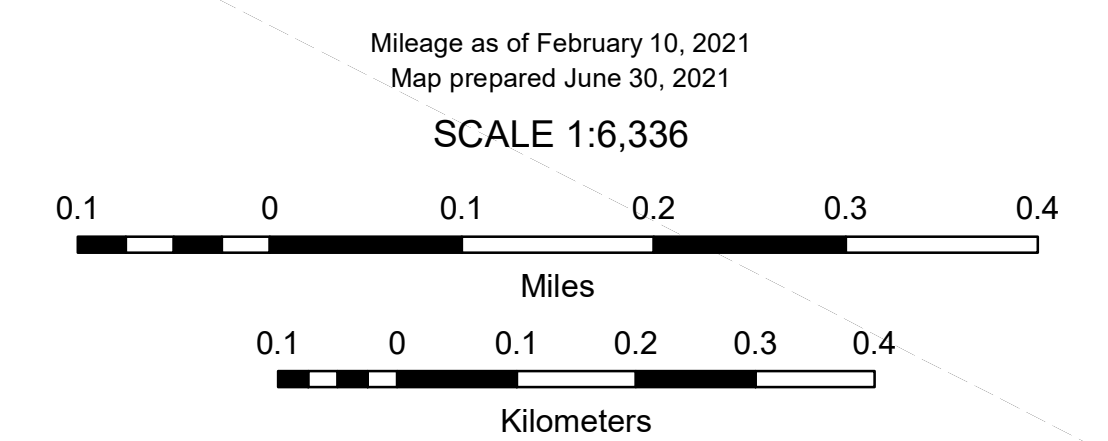 Mileage as of February 10, 2021
Map prepared June 30, 2021
SCALE 1:6,336
0.1 0 0.1 0.2 0.3 0.4
Miles
0.1 0 0.1 0.2 0.3 0.4
Kilometers